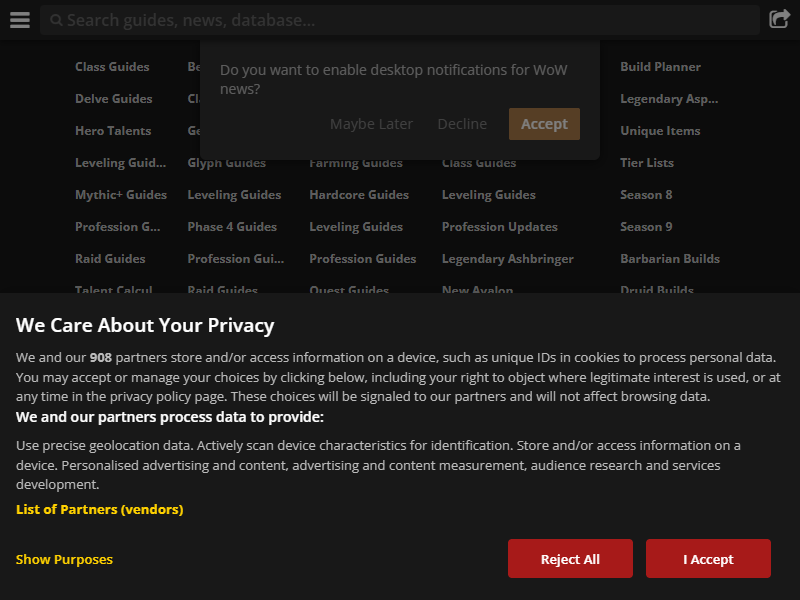 Search guides, news, database...
Class Guides Be Build Planner
Do you want to enable desktop notifications for WoW
news?
Delve Guides Cl Legendary Asp...
Maybe Later Decline Accept
Hero Talents Ge Unique Items
Leveling Guid... Glyph Guides Farming Guides Class Guides Tier Lists
Mythic+ Guides Leveling Guides Hardcore Guides Leveling Guides Season 8
Profession G... Phase 4 Guides Leveling Guides Profession Updates Season 9
Raid Guides Profession Gui... Profession Guides Legendary Ashbringer Barbarian Builds
Talent Calcul Raid Guides Quest Guides New Avalon Druid Builds
We Care About Your Privacy
We and our 908 partners store and/or access information on a device, such as unique IDs in cookies to process personal data.
You may accept or manage your choices by clicking below, including your right to object where legitimate interest is used, or at
any time in the privacy policy page. These choices will be signaled to our partners and will not affect browsing data.
We and our partners process data to provide:
Use precise geolocation data. Actively scan device characteristics for identification. Store and/or access information on a
device. Personalised advertising and content, advertising and content measurement, audience research and services
development.
List of Partners (vendors)
Show Purposes Reject All I Accept